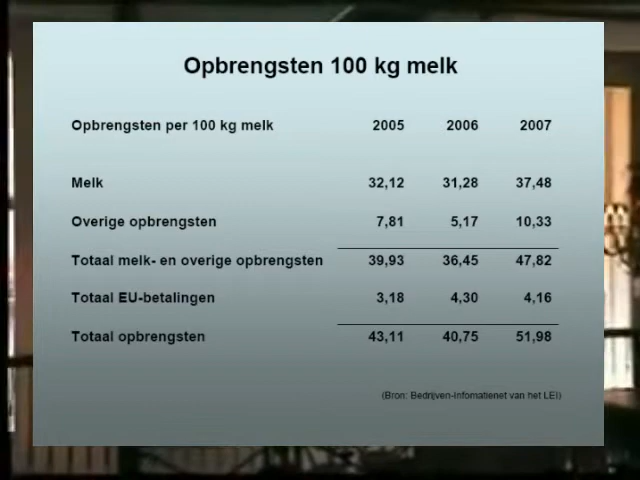 Opbrengsten 100 kg melk
Opbrengsten per 100 kg melk 2005 2006 2007
Melk 32,12 31,28 37,48
Overige opbrengsten 7,81 5,17 10,33
Totaal melk- en overige opbrengsten 39,93 36,45 47,82
Totaal EU-betalingen 3,18 4,30 4,16
Totaal opbrengsten 43,11 40,75 51,98
(Bron: Bedrijven-Infomatienet van het LEI)